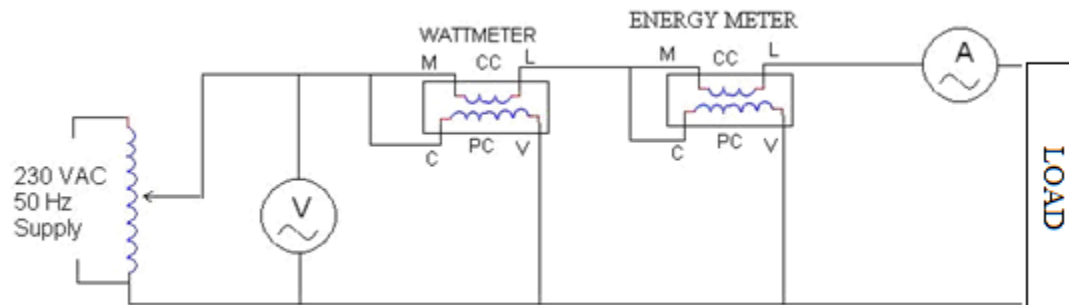 WATTMETER
ENERGY METER
M CC L
M CC L
A
C PC V
C PC V
230 VAC
50 Hz
Supply
V
LOAD